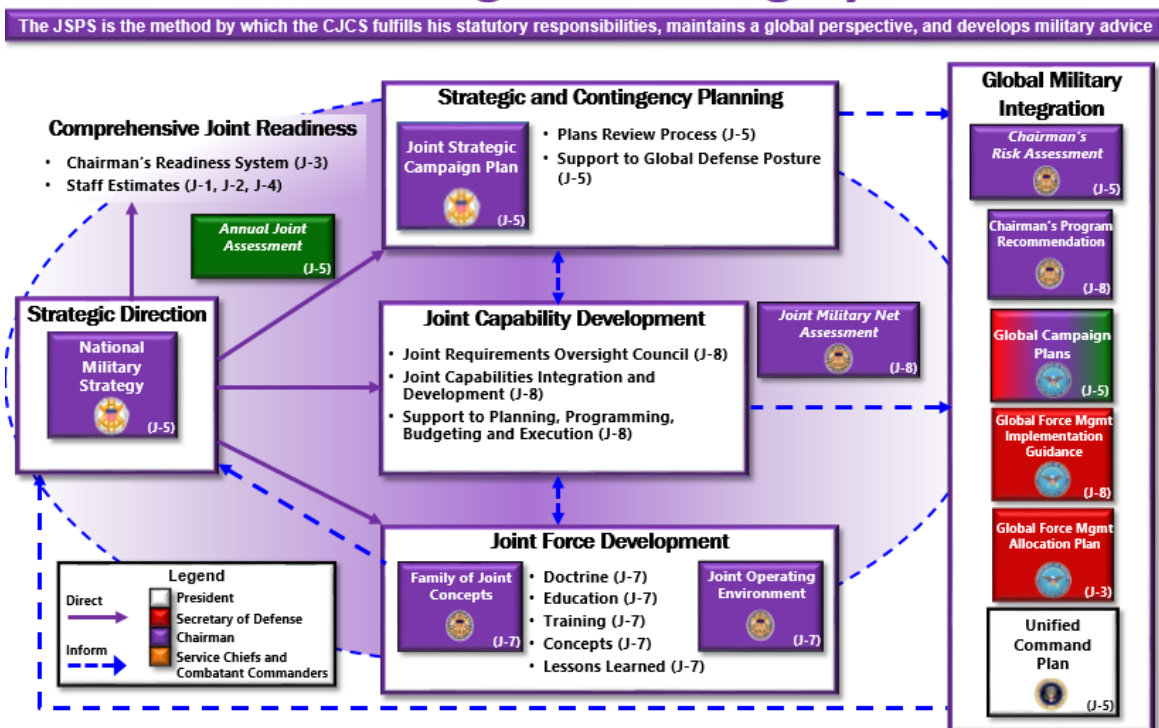 The JSPS is the method by which the CJCS fulfills his statutory responsibilities, maintains a global perspective, and develops military advice
Comprehensive Joint Readiness
• Chairman's Readiness System (J-3)
• Staff Estimates (J-1, J-2, J-4)
Annual Joint
Assessment
(J-5)
Strategic and Contingency Planning
Joint Strategic
Campaign Plan
(J-5)
• Plans Review Process (J-5)
• Support to Global Defense Posture
(J-5)
Strategic Direction
National
Military
Strategy
(J-5)
Joint Capability Development
• Joint Requirements Oversight Council (J-8)
• Joint Capabilities Integration and
Development (J-8)
• Support to Planning, Programming,
Budgeting and Execution (J-8)
Joint Military Net
Assessment
(J-8)
Joint Force Development
Family of Joint
Concepts
(J-7)
• Doctrine (J-7)
• Education (J-7)
• Training (J-7)
• Concepts (J-7)
• Lessons Learned (J-7)
Joint Operating
Environment
(J-7)
Legend
Direct
Inform
President
Secretary of Defense
Chairman
Service Chiefs and
Combatant Commanders
Global Military
Integration
Chairman's
Risk Assessment
(J-5)
Chairman's Program
Recommendation
(J-8)
Global Campaign
Plans
(J-5)
Global Force Mgmt
Implementation
Guidance
(J-8)
Global Force Mgmt
Allocation Plan
(J-3)
Unified
Command
Plan
(J-5)